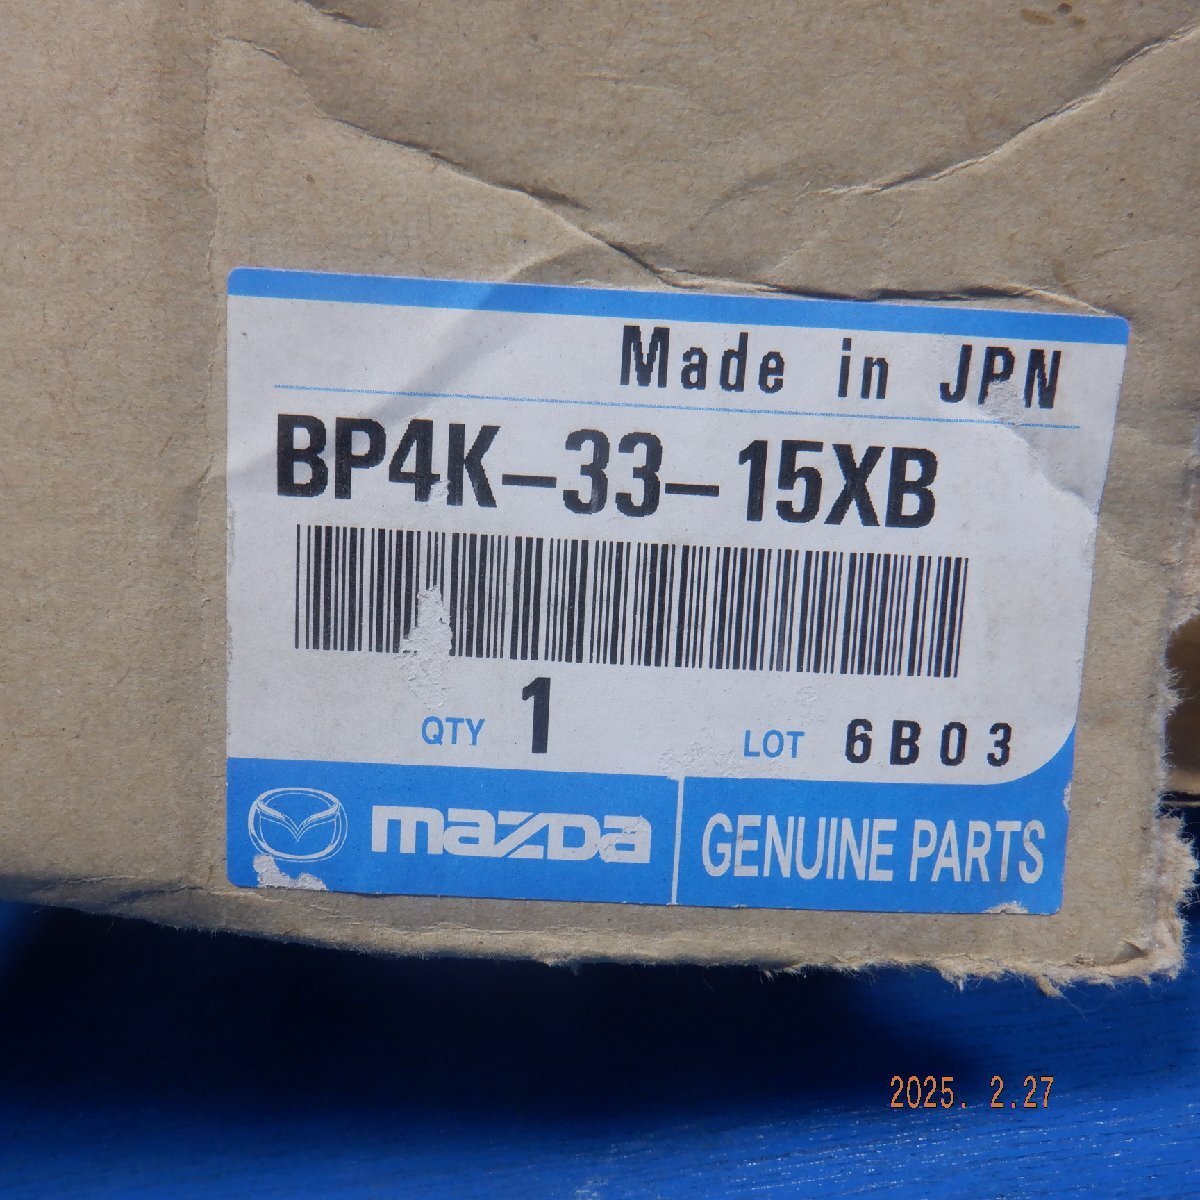 Made in JPN
BP4K-33-15XB
QTY 1 LOT 6B03
mazda GENUINE PARTS
2025. 2.27